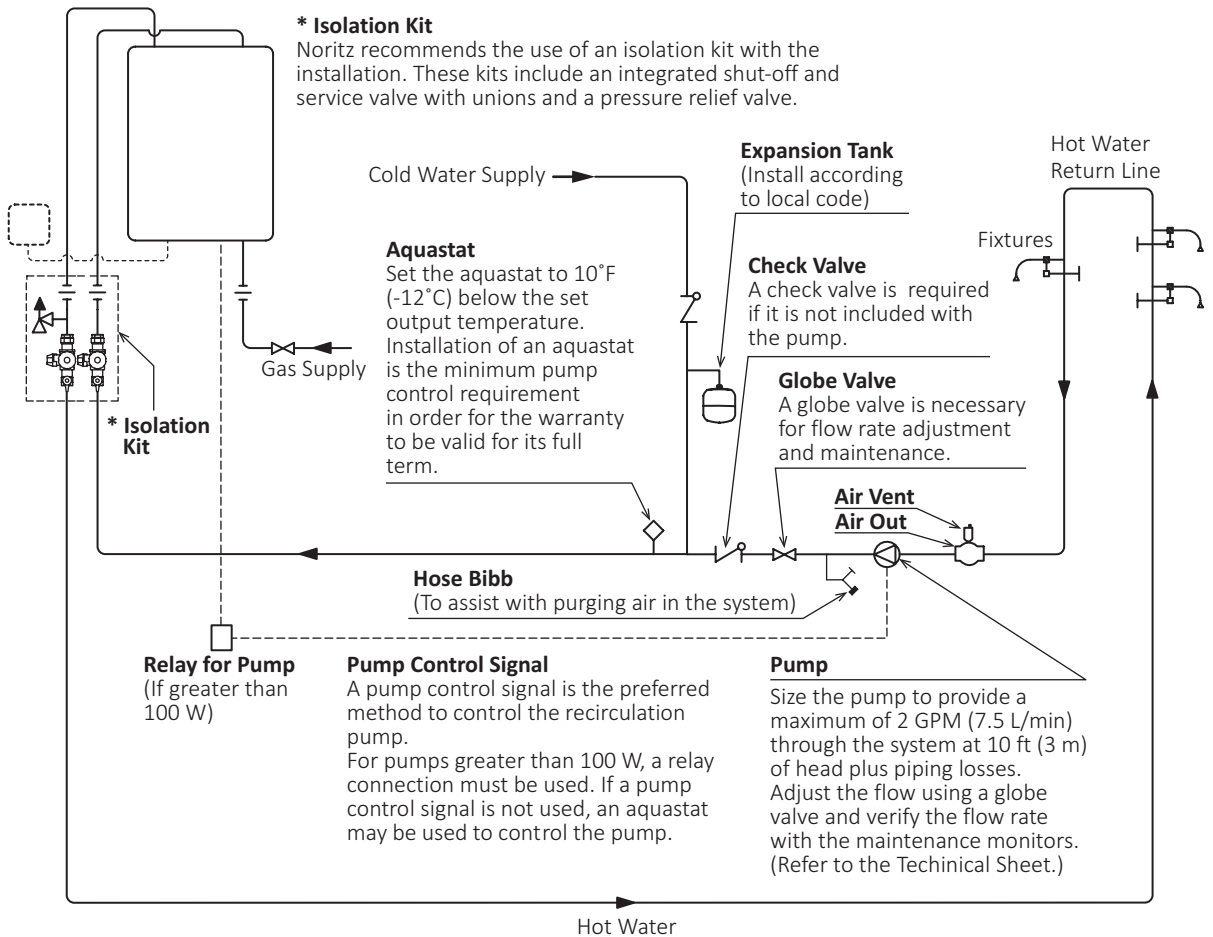 * Isolation Kit
Noritz recommends the use of an isolation kit with the
installation. These kits include an integrated shut-off and
service valve with unions and a pressure relief valve.
Cold Water Supply
Expansion Tank
(Install according
to local code)
Hot Water
Return Line
Fixtures
Aquastat
Set the aquastat to 10˚F
(-12˚C) below the set
output temperature.
Installation of an aquastat
is the minimum pump
control requirement
in order for the warranty
to be valid for its full
term.
Check Valve
A check valve is required
if it is not included with
the pump.
Gas Supply
Globe Valve
A globe valve is necessary
for flow rate adjustment
and maintenance.
* Isolation
Kit
Air Vent
Air Out
Hose Bibb
(To assist with purging air in the system)
Relay for Pump
(If greater than
100 W)
Pump Control Signal
A pump control signal is the preferred
method to control the recirculation
pump.
For pumps greater than 100 W, a relay
connection must be used. If a pump
control signal is not used, an aquastat
may be used to control the pump.
Pump
Size the pump to provide a
maximum of 2 GPM (7.5 L/min)
through the system at 10 ft (3 m)
of head plus piping losses.
Adjust the flow using a globe
valve and verify the flow rate
with the maintenance monitors.
(Refer to the Techinical Sheet.)
Hot Water